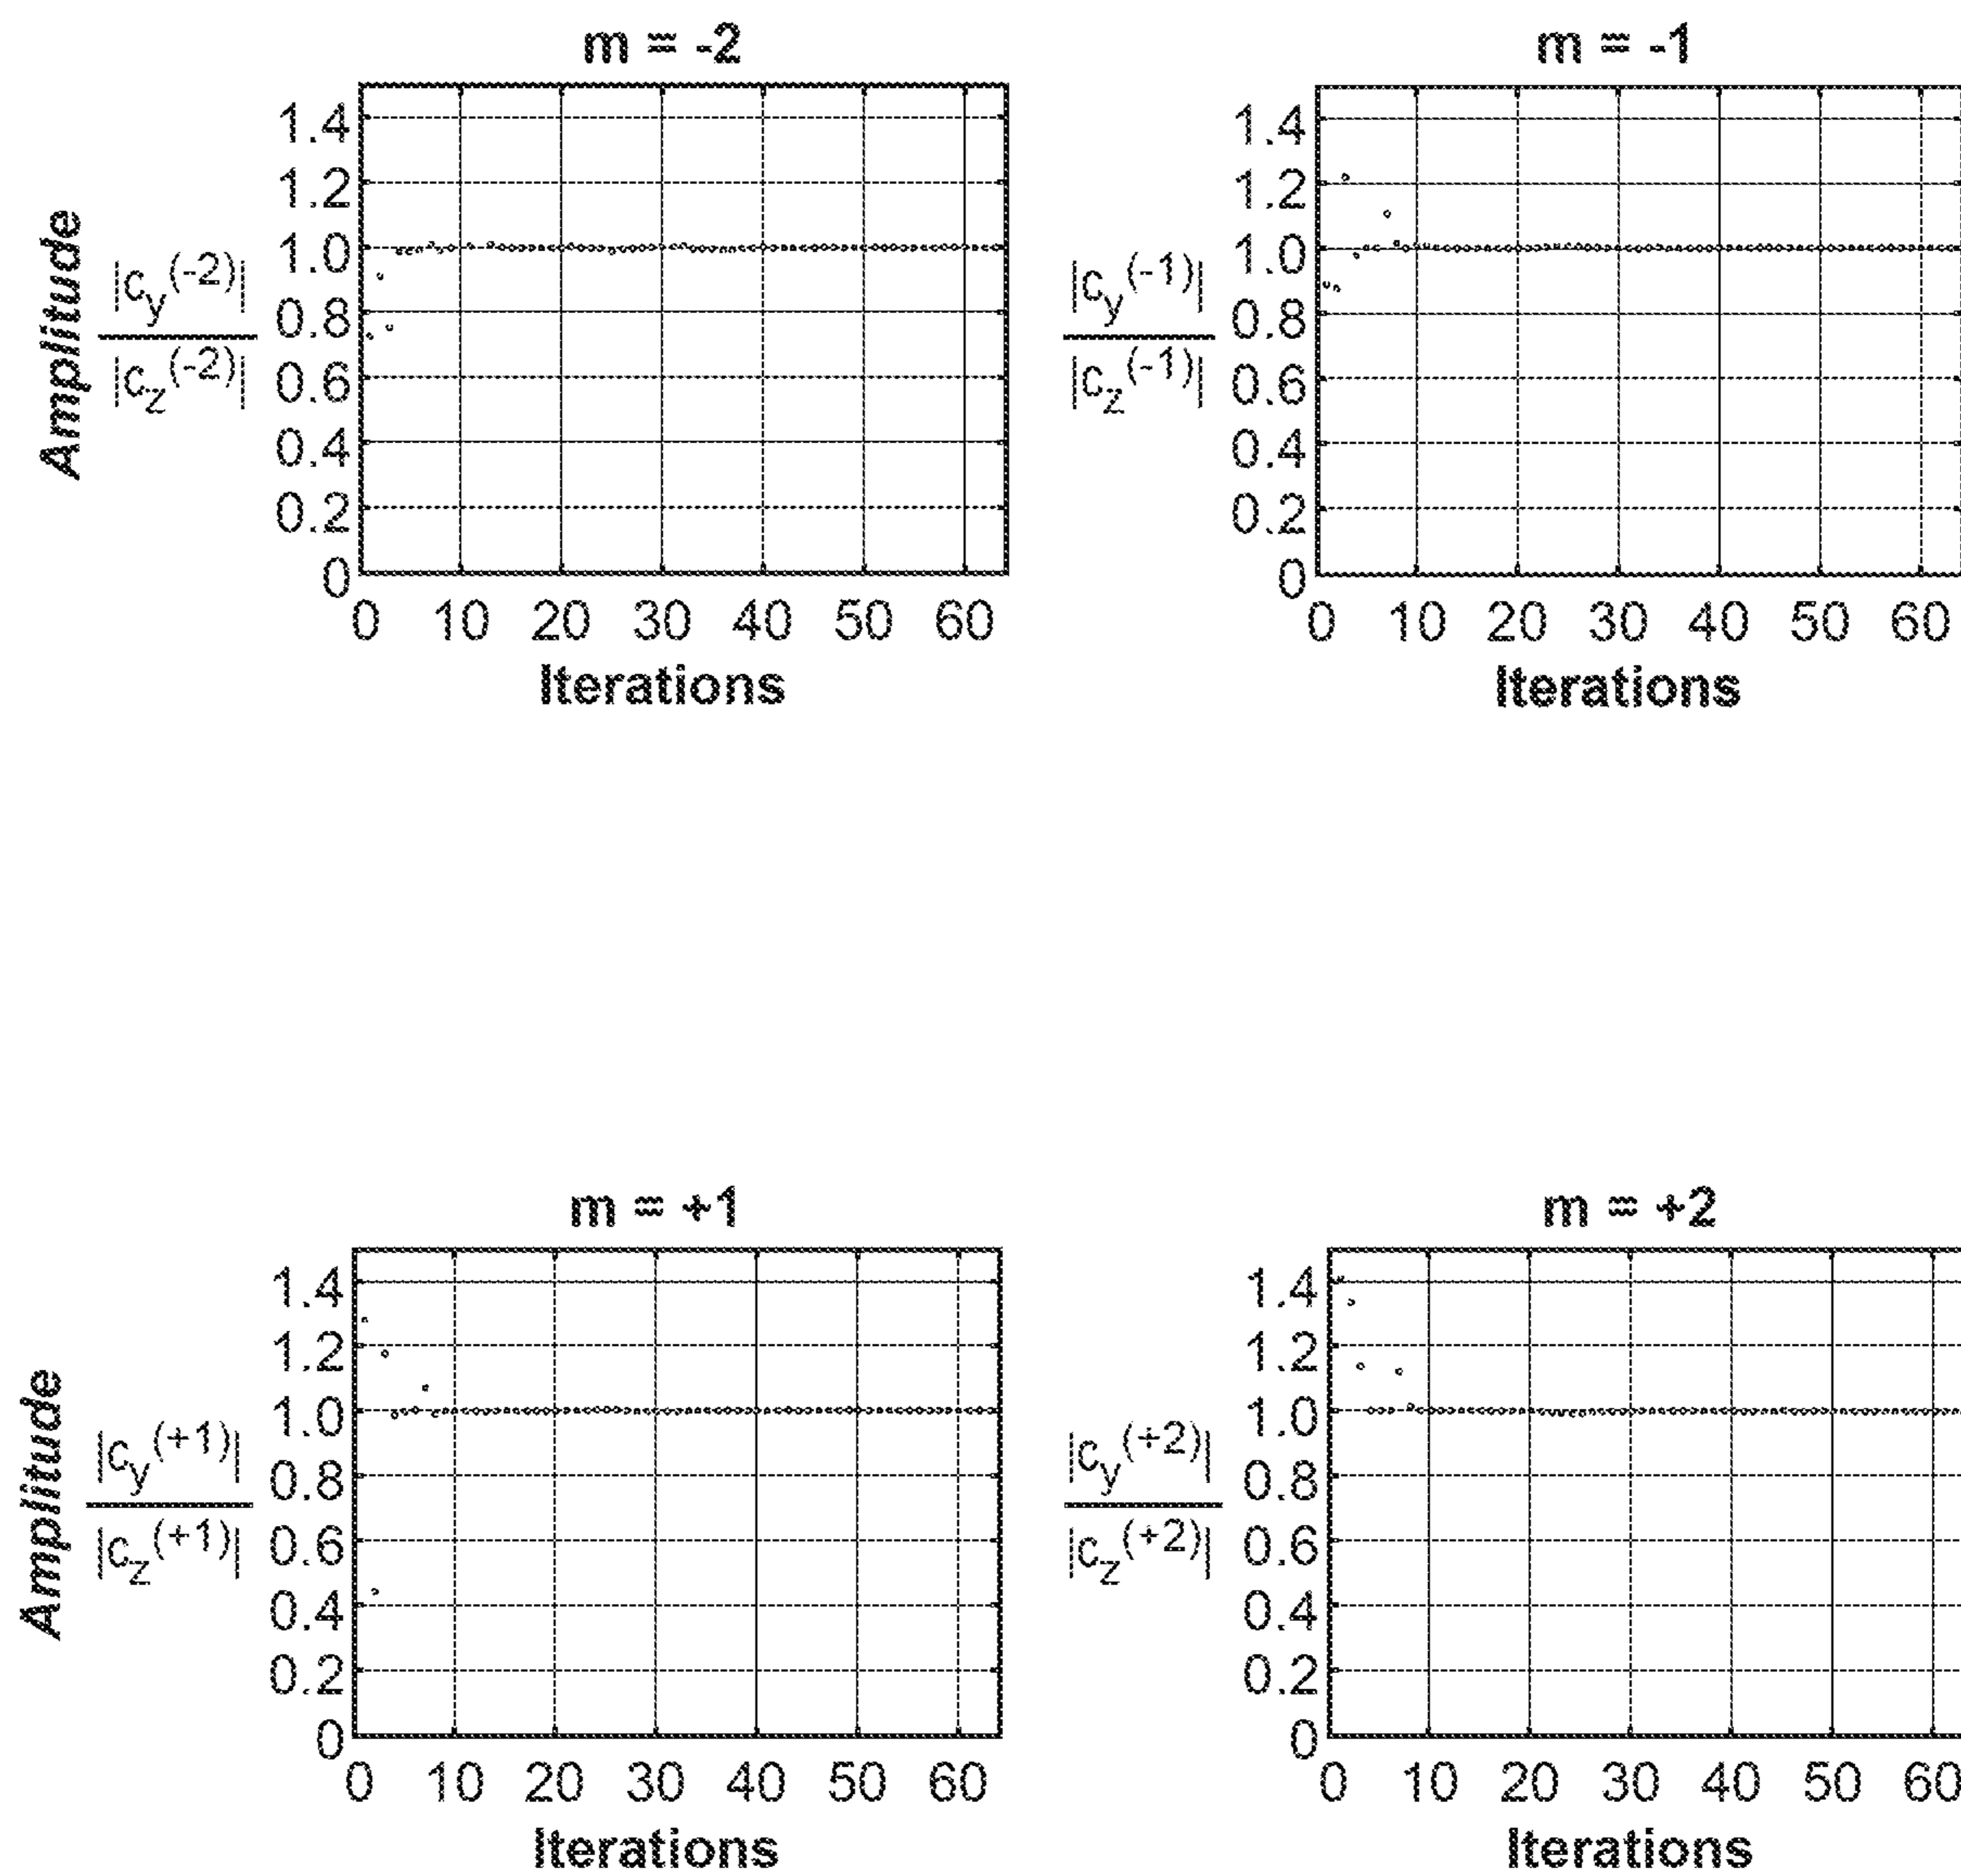 m = -2
Amplitude
|c_y^(-2)|
|c_z^(-2)|
1.4
1.2
1.0
0.8
0.6
0.4
0.2
0
0 10 20 30 40 50 60
Iterations
m = -1
|c_y^(-1)|
|c_z^(-1)|
1.4
1.2
1.0
0.8
0.6
0.4
0.2
0
0 10 20 30 40 50 60
Iterations
m = +1
Amplitude
|c_y^(+1)|
|c_z^(+1)|
1.4
1.2
1.0
0.8
0.6
0.4
0.2
0
0 10 20 30 40 50 60
Iterations
m = +2
|c_y^(+2)|
|c_z^(+2)|
1.4
1.2
1.0
0.8
0.6
0.4
0.2
0
0 10 20 30 40 50 60
Iterations